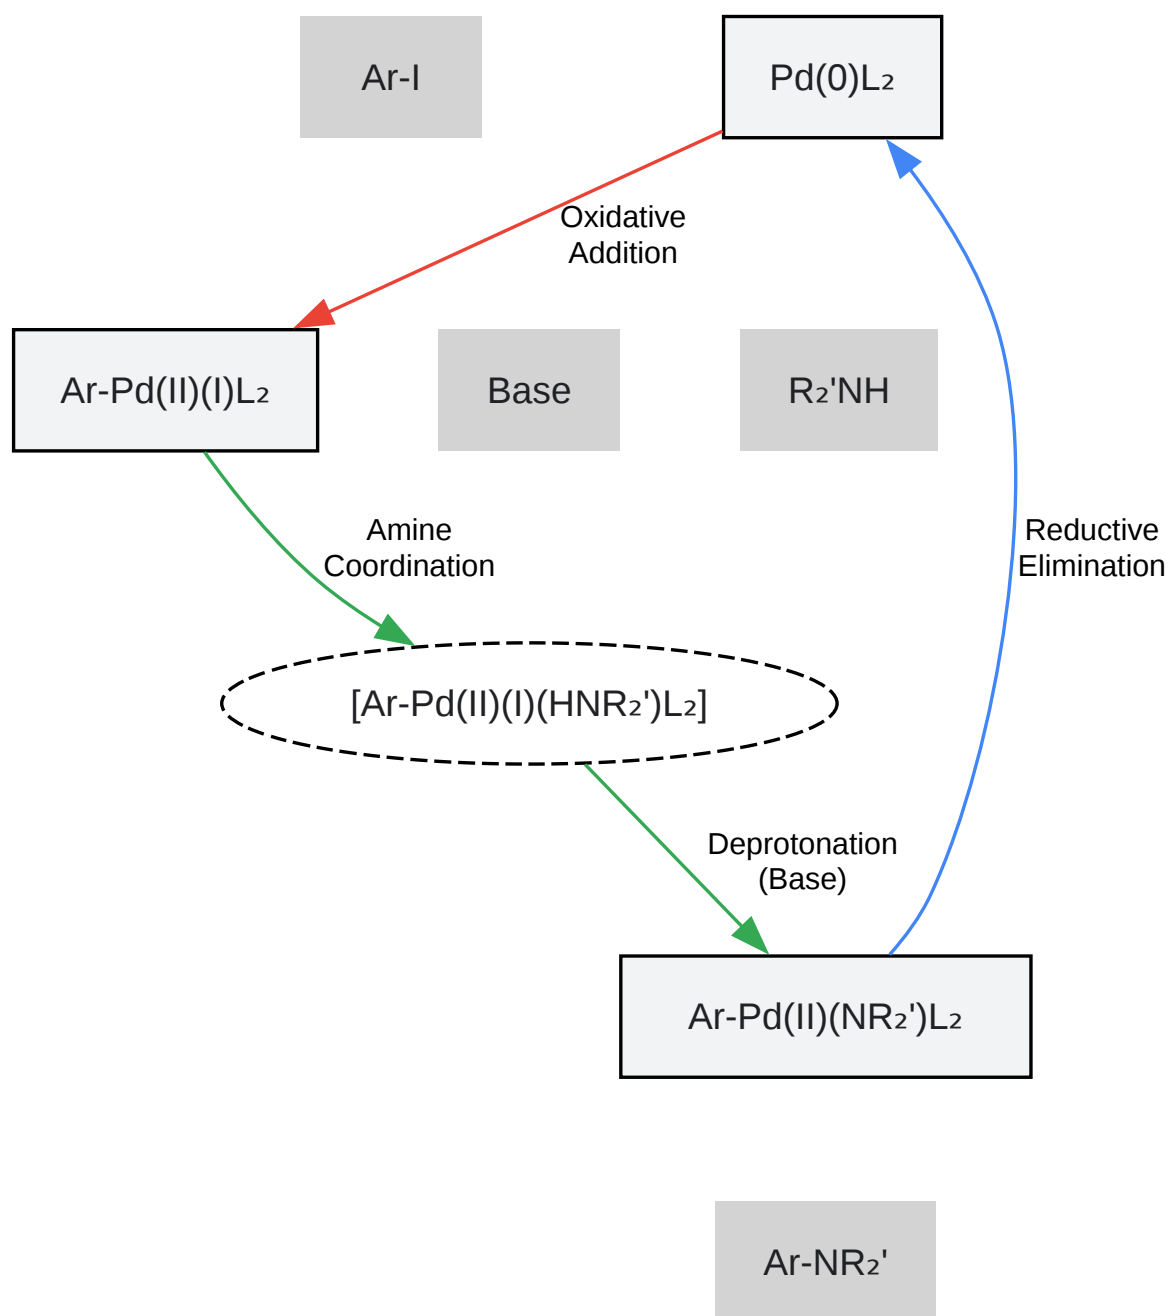 Ar-I
Pd(0)L₂
Oxidative
Addition
Ar-Pd(II)(I)L₂
Base
R₂'NH
Amine
Coordination
Reductive
Elimination
[Ar-Pd(II)(I)(HNR₂')L₂]
Deprotonation
(Base)
Ar-Pd(II)(NR₂')L₂
Ar-NR₂'